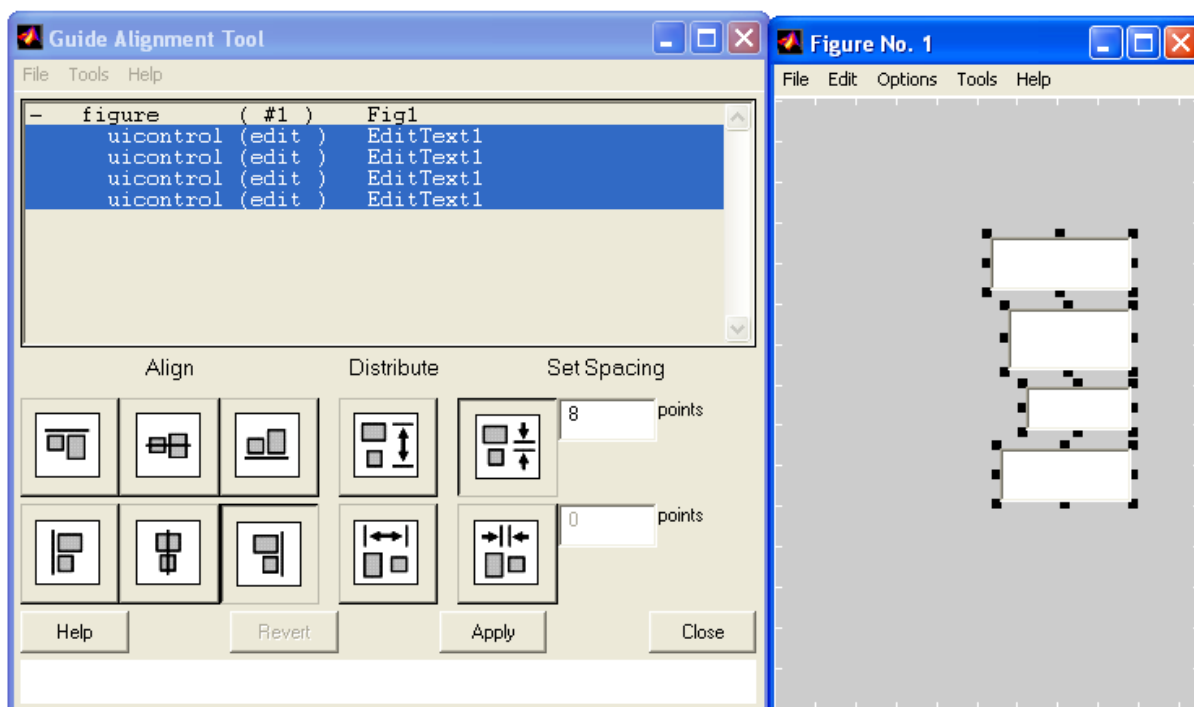 Guide Alignment Tool
File Tools Help
– figure ( #1 ) Fig1
uicontrol (edit ) EditText1
uicontrol (edit ) EditText1
uicontrol (edit ) EditText1
uicontrol (edit ) EditText1
Align Distribute Set Spacing
8 points
0 points
Help Revert Apply Close
Figure No. 1
File Edit Options Tools Help